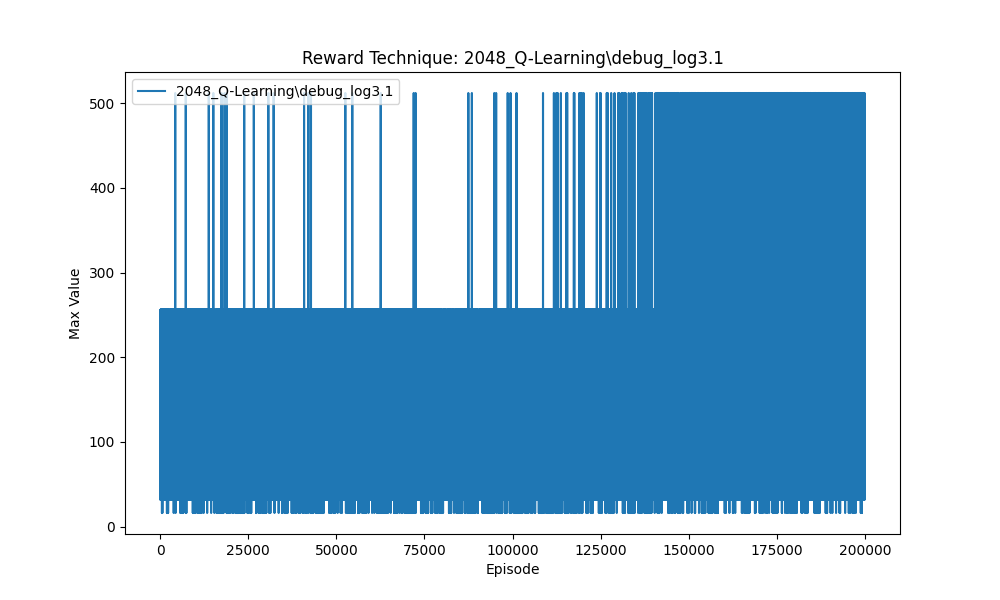 Reward Technique: 2048_Q-Learning\debug_log3.1
2048_Q-Learning\debug_log3.1
500
400
300
200
100
0
Max Value
0 25000 50000 75000 100000 125000 150000 175000 200000
Episode